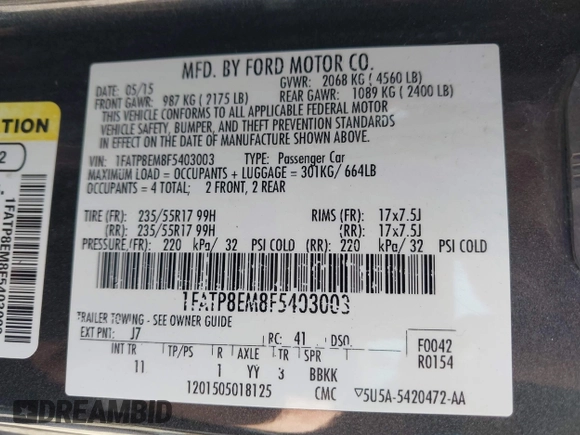 MFD. BY FORD MOTOR CO.
DATE: 05/15 GVWR: 2068 KG ( 4560 LB)
FRONT GAWR: 987 KG ( 2175 LB) REAR GAWR: 1089 KG ( 2400 LB)
THIS VEHICLE CONFORMS TO ALL APPLICABLE FEDERAL MOTOR
VEHICLE SAFETY, BUMPER, AND THEFT PREVENTION STANDARDS
IN EFFECT ON THE DATE OF MANUFACTURE SHOWN ABOVE.
VIN: 1FATP8EM8F5403003 TYPE: Passenger Car
MAXIMUM LOAD = OCCUPANTS + LUGGAGE = 301KG/ 664LB
OCCUPANTS = 4 TOTAL; 2 FRONT, 2 REAR
TIRE (FR): 235/55R17 99H RIMS (FR): 17x7.5J
(RR): 235/55R17 99H (RR): 17x7.5J
PRESSURE(FR): 220 kPa/ 32 PSI COLD (RR): 220 kPa/ 32 PSI COLD
1FATP8EM8F5403003
TRAILER TOWING - SEE OWNER GUIDE
EXT PNT: J7 RC: 41 DSO: F0042
INT TR TP/PS R AXLE TR SPR R0154
11 1 YY 3 BBKK
1201505018125 CMC ▽5U5A-5420472-AA
TION
2
1FATP8EM8F5403003
DREAMBID